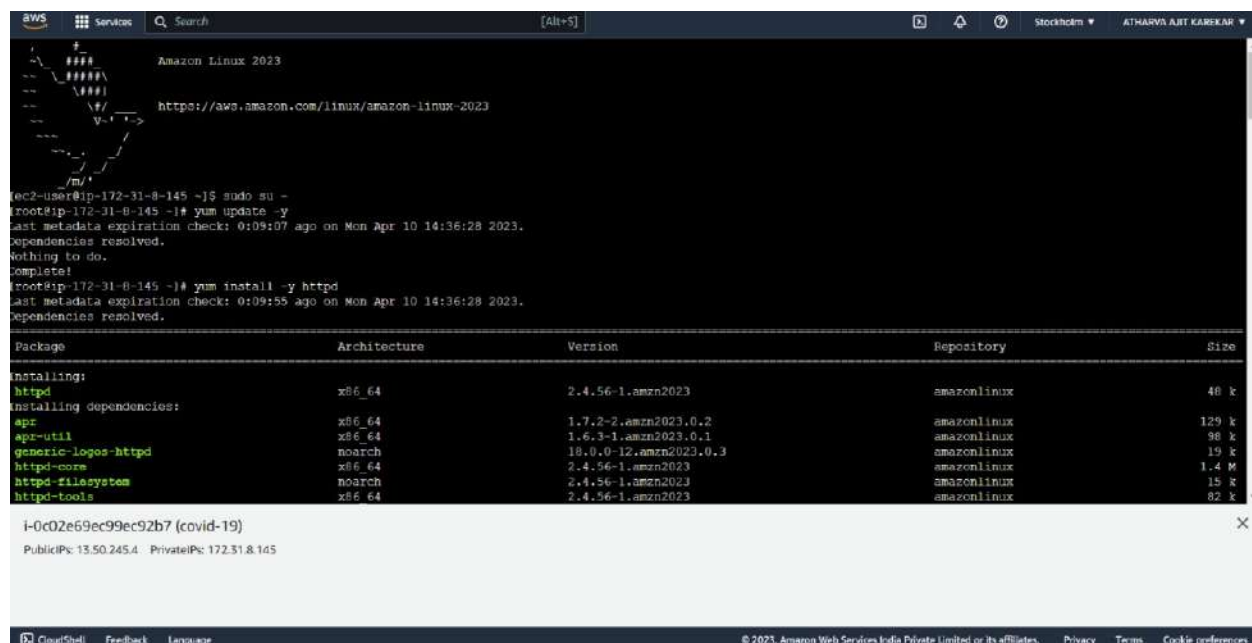 aws Services Search [Alt+S] Stockholm ▼ ATHARVA AJIT KAREKAR ▼
Amazon Linux 2023
https://aws.amazon.com/linux/amazon-linux-2023
[ec2-user@ip-172-31-8-145 ~]$ sudo su -
[root@ip-172-31-8-145 ~]# yum update -y
Last metadata expiration check: 0:09:07 ago on Mon Apr 10 14:36:28 2023.
Dependencies resolved.
Nothing to do.
Complete!
[root@ip-172-31-8-145 ~]# yum install -y httpd
Last metadata expiration check: 0:09:55 ago on Mon Apr 10 14:36:28 2023.
Dependencies resolved.
Package Architecture Version Repository Size
Installing:
httpd x86_64 2.4.56-1.amzn2023 amazonlinux 48 k
Installing dependencies:
apr x86_64 1.7.2-2.amzn2023.0.2 amazonlinux 129 k
apr-util x86_64 1.6.3-1.amzn2023.0.1 amazonlinux 98 k
generic-logos-httpd noarch 18.0.0-12.amzn2023.0.3 amazonlinux 19 k
httpd-core x86_64 2.4.56-1.amzn2023 amazonlinux 1.4 M
httpd-filesystem noarch 2.4.56-1.amzn2023 amazonlinux 15 k
httpd-tools x86_64 2.4.56-1.amzn2023 amazonlinux 82 k
i-0c02e69ec99ec92b7 (covid-19)
PublicIPs: 13.50.245.4 PrivateIPs: 172.31.8.145
CloudShell Feedback Language © 2023, Amazon Web Services India Private Limited or its affiliates. Privacy Terms Cookie preferences